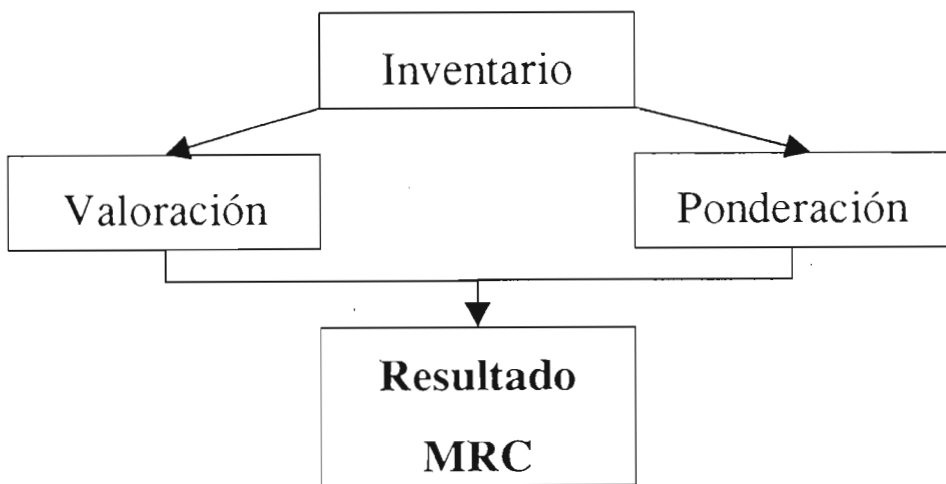 Inventario
Valoración
Ponderación
Resultado
MRC